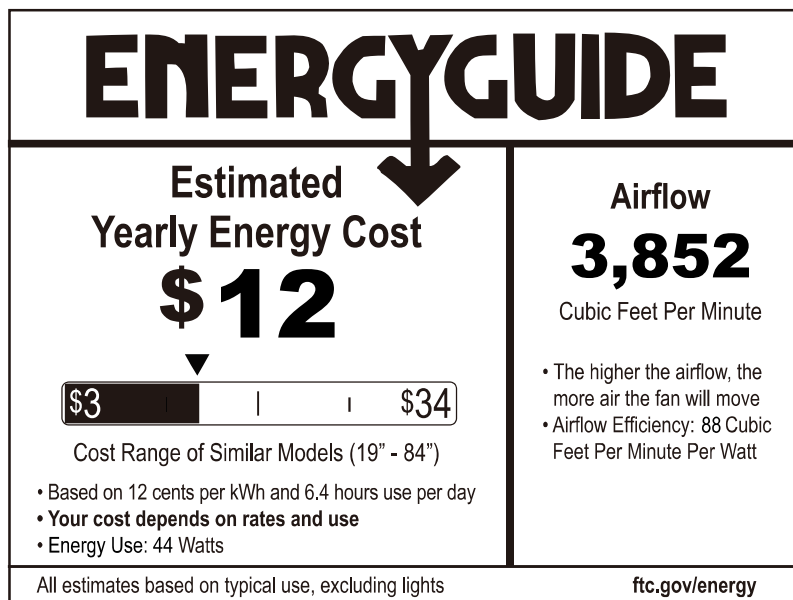 ENERGYGUIDE
Estimated
Yearly Energy Cost
$12
$3 $34
Cost Range of Similar Models (19” - 84”)
• Based on 12 cents per kWh and 6.4 hours use per day
• Your cost depends on rates and use
• Energy Use: 44 Watts
Airflow
3,852
Cubic Feet Per Minute
• The higher the airflow, the
more air the fan will move
• Airflow Efficiency: 88 Cubic
Feet Per Minute Per Watt
All estimates based on typical use, excluding lights
ftc.gov/energy